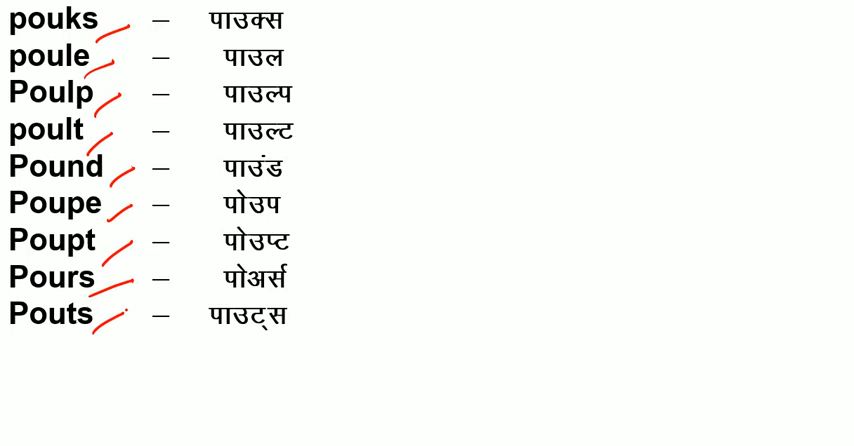 pouks – पाउक्स
poule – पाउल
Poulp – पाउल्प
poult – पाउल्ट
Pound – पाउंड
Poupe – पोउप
Poupt – पोउप्ट
Pours – पोअर्स
Pouts – पाउट्स